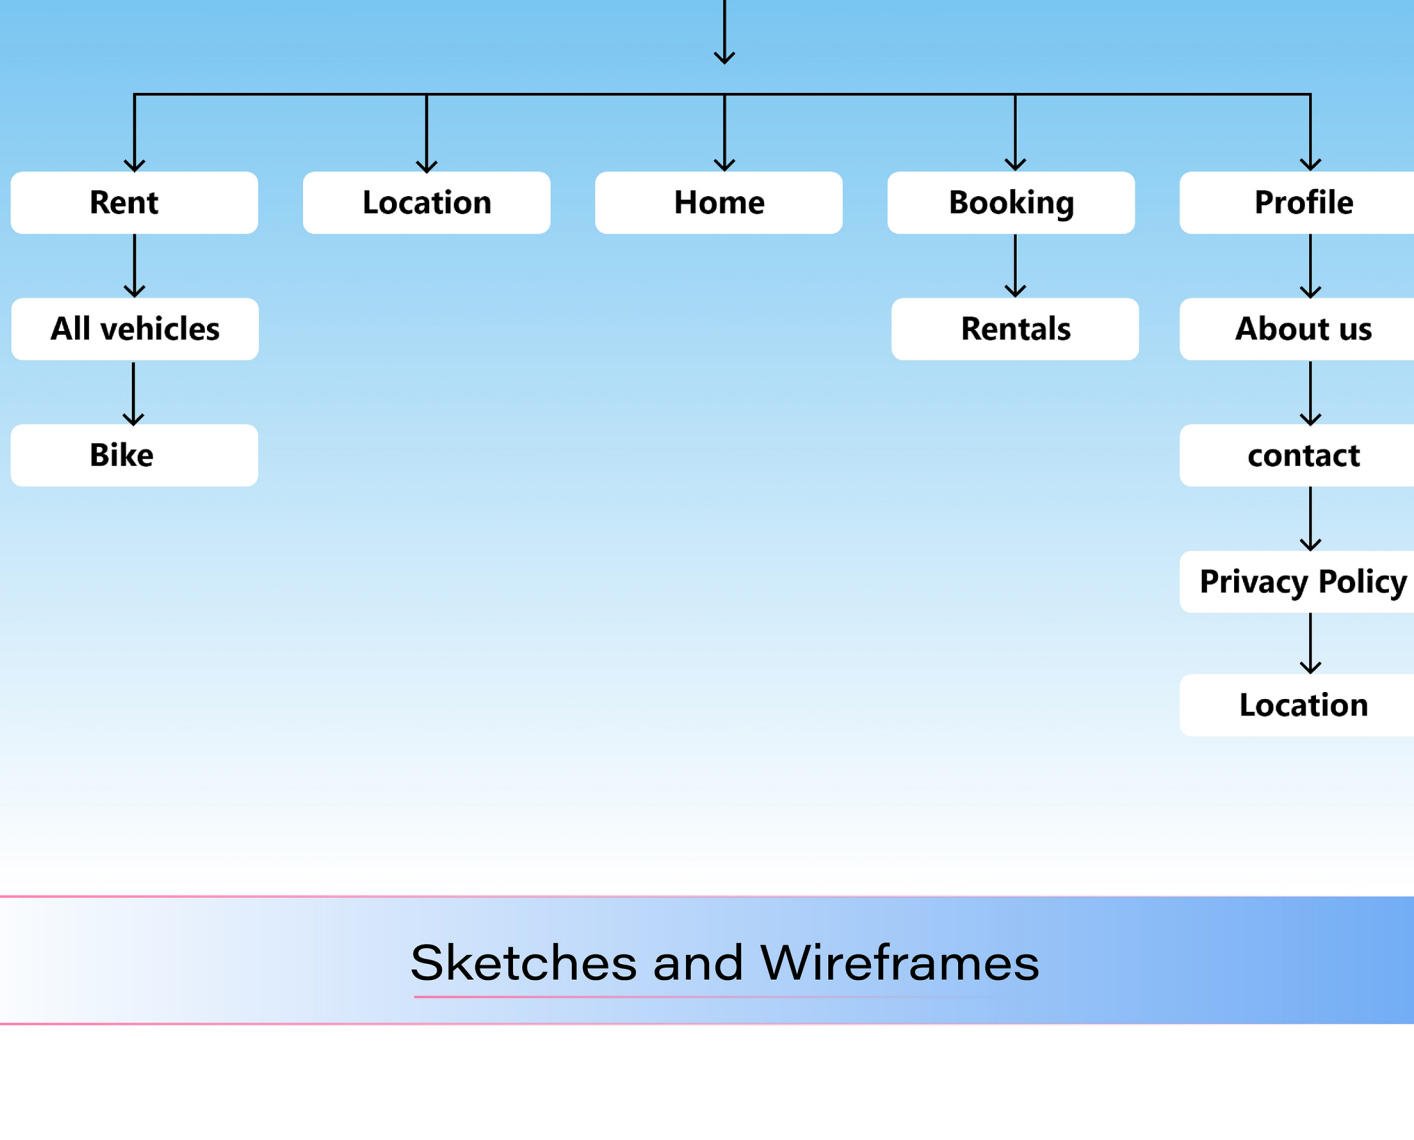 Rent
Location
Home
Booking
Profile
All vehicles
Rentals
About us
Bike
contact
Privacy Policy
Location
Sketches and Wireframes